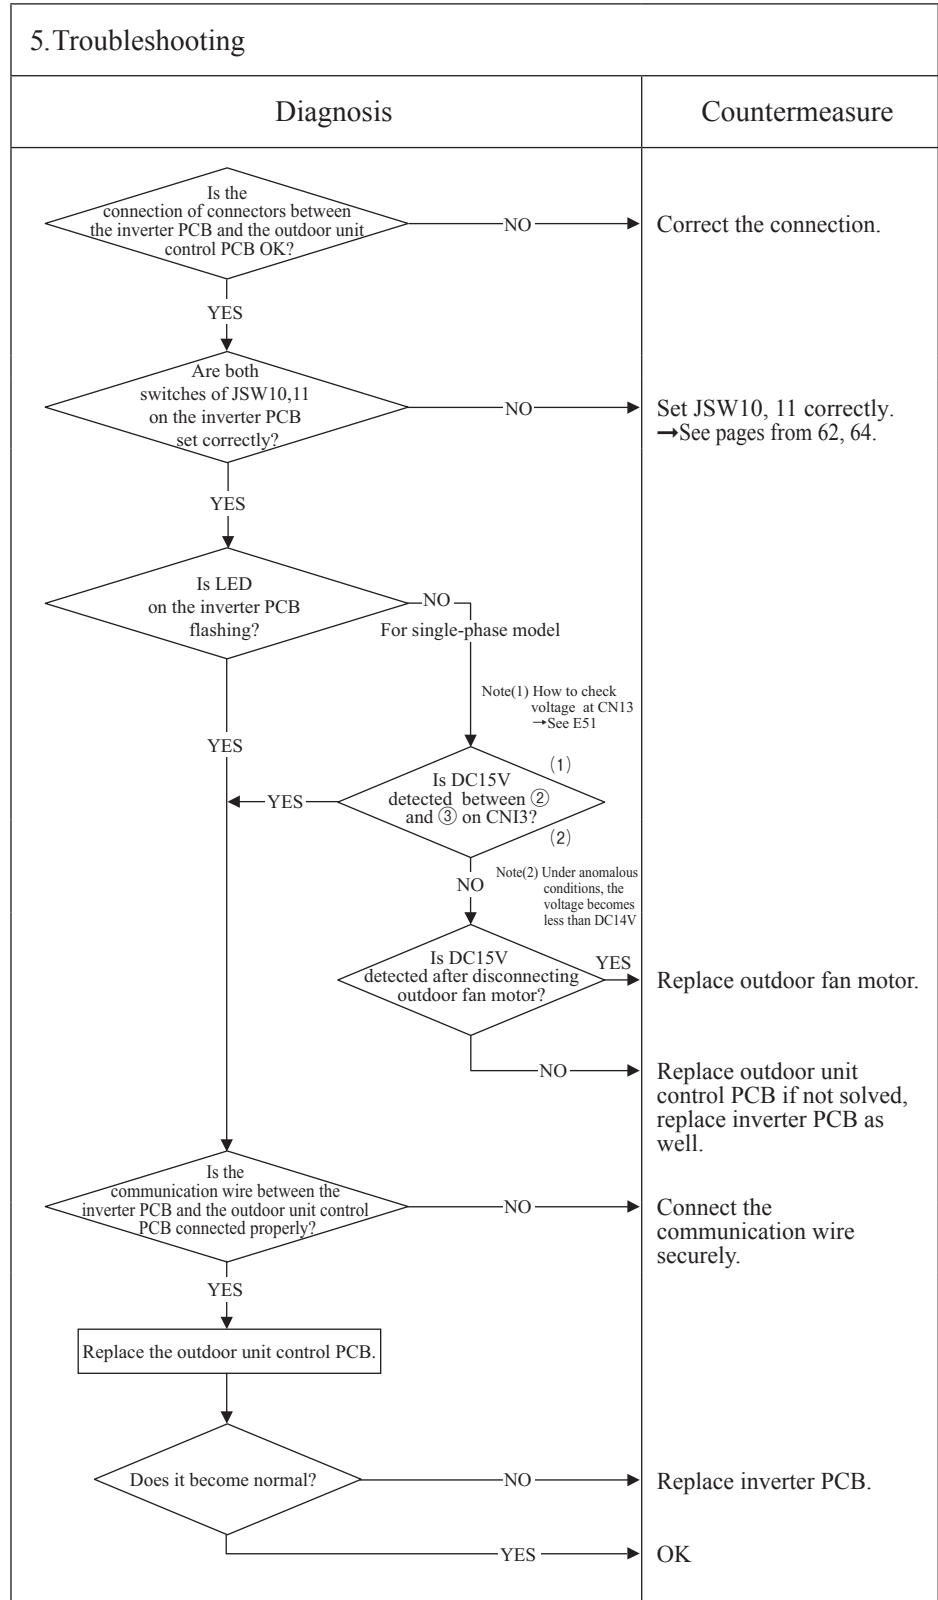 5.Troubleshooting
Diagnosis
Countermeasure
Is the
connection of connectors between
the inverter PCB and the outdoor unit
control PCB OK?
NO
Correct the connection.
YES
Are both
switches of JSW10,11
on the inverter PCB
set correctly?
NO
Set JSW10, 11 correctly.
→See pages from 62, 64.
YES
Is LED
on the inverter PCB
flashing?
NO
For single-phase model
Note(1) How to check
voltage at CN13
→See E51
YES
(1)
Is DC15V
detected between ②
and ③ on CNI3?
(2)
YES
NO
Note(2) Under anomalous
conditions, the
voltage becomes
less than DC14V
Is DC15V
detected after disconnecting
outdoor fan motor?
YES
Replace outdoor fan motor.
NO
Replace outdoor unit
control PCB if not solved,
replace inverter PCB as
well.
Is the
communication wire between the
inverter PCB and the outdoor unit control
PCB connected properly?
NO
Connect the
communication wire
securely.
YES
Replace the outdoor unit control PCB.
Does it become normal?
NO
Replace inverter PCB.
YES
OK